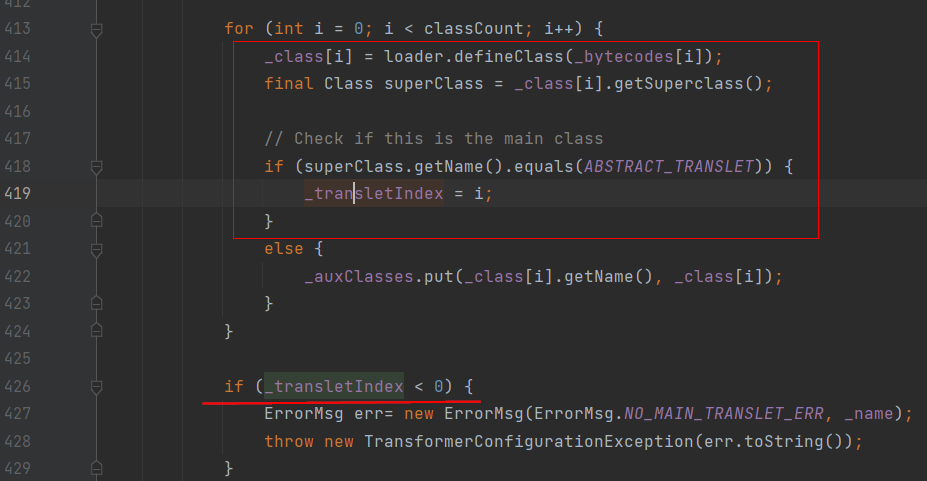 412
413 for (int i = 0; i < classCount; i++) {
414 _class[i] = loader.defineClass(_bytecodes[i]);
415 final Class superClass = _class[i].getSuperclass();
416
417 // Check if this is the main class
418 if (superClass.getName().equals(ABSTRACT_TRANSLET)) {
419 _transletIndex = i;
420 }
421 else {
422 _auxClasses.put(_class[i].getName(), _class[i]);
423 }
424 }
425
426 if (_transletIndex < 0) {
427 ErrorMsg err= new ErrorMsg(ErrorMsg.NO_MAIN_TRANSLET_ERR, _name);
428 throw new TransformerConfigurationException(err.toString());
429 }